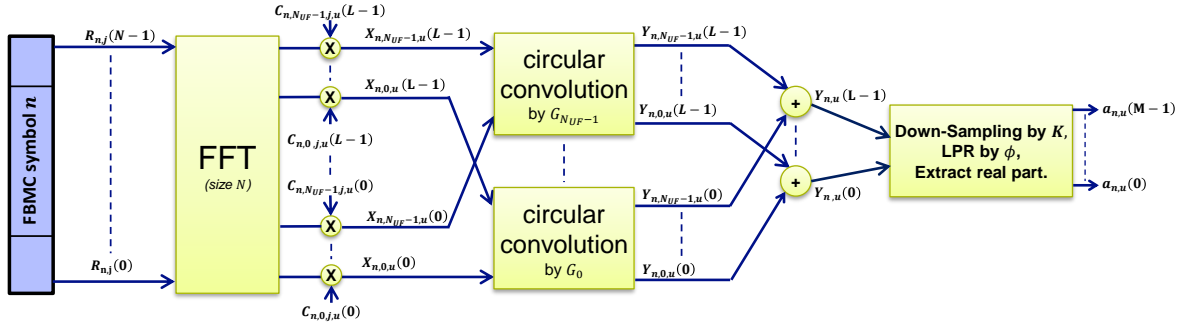 FBMC symbol n
R_{n,j}(N−1)
R_{n,j}(0)
FFT
(size N)
C_{n,N_{UF}−1,j,u}(L−1)
X
X_{n,N_{UF}−1,u}(L−1)
X
X_{n,0,u}(L−1)
C_{n,0,j,u}(L−1)
C_{n,N_{UF}−1,j,u}(0)
X
X_{n,N_{UF}−1,u}(0)
X
X_{n,0,u}(0)
C_{n,0,j,u}(0)
circular
convolution
by G_{N_{UF}−1}
circular
convolution
by G_0
Y_{n,N_{UF}−1,u}(L−1)
Y_{n,0,u}(L−1)
Y_{n,N_{UF}−1,u}(0)
Y_{n,0,u}(0)
+
Y_{n,u}(L−1)
+
Y_{n,u}(0)
Down-Sampling by K,
LPR by ϕ,
Extract real part.
a_{n,u}(M−1)
a_{n,u}(0)